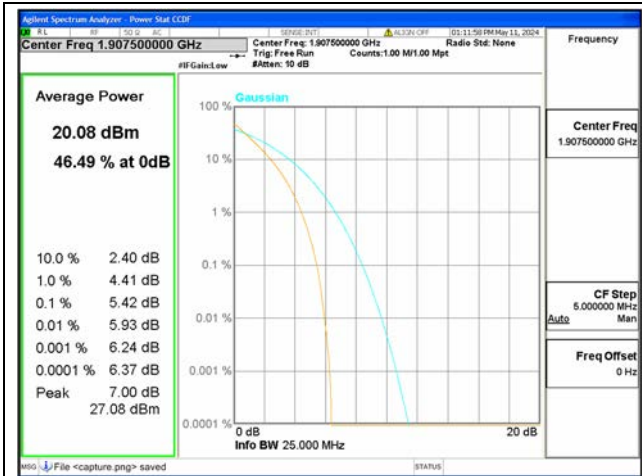 Agilent Spectrum Analyzer - Power Stat CCDF
RL RF 50 Ω AC SENSE:INT ALIGN OFF 01:11:58 PM May 11, 2024
Center Freq 1.907500000 GHz
Center Freq: 1.907500000 GHz Radio Std: None
Trig: Free Run Counts:1.00 M/1.00 Mpt
#IFGain:Low #Atten: 10 dB
Frequency
Average Power
20.08 dBm
46.49 % at 0dB
10.0 % 2.40 dB
1.0 % 4.41 dB
0.1 % 5.42 dB
0.01 % 5.93 dB
0.001 % 6.24 dB
0.0001 % 6.37 dB
Peak 7.00 dB
27.08 dBm
Gaussian
100 %
10 %
1 %
0.1 %
0.01 %
0.001 %
0.0001 %
0 dB 20 dB
Info BW 25.000 MHz
Center Freq
1.907500000 GHz
CF Step
5.000000 MHz
Auto Man
Freq Offset
0 Hz
MSG File <capture.png> saved STATUS